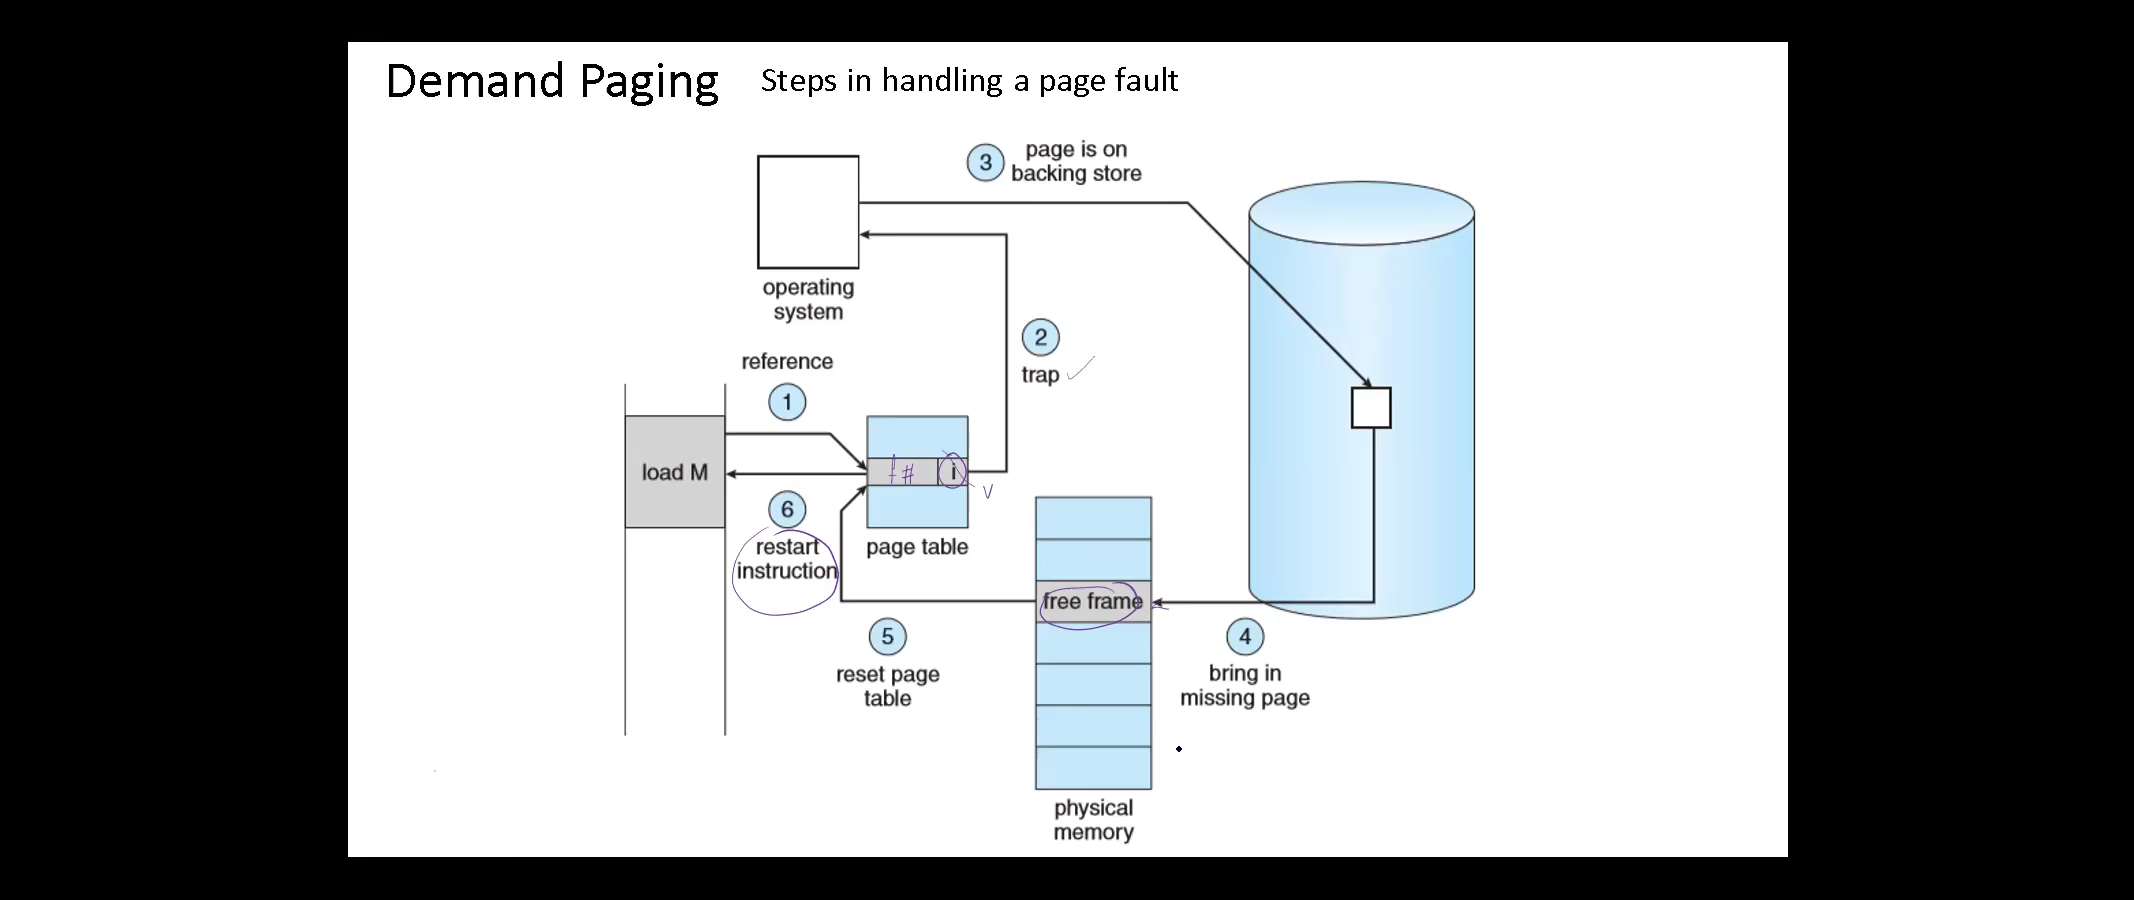 Demand Paging
Steps in handling a page fault
3
page is on
backing store
operating
system
2
trap
reference
1
load M
f# i
v
6
restart
instruction
page table
free frame
5
reset page
table
4
bring in
missing page
physical
memory